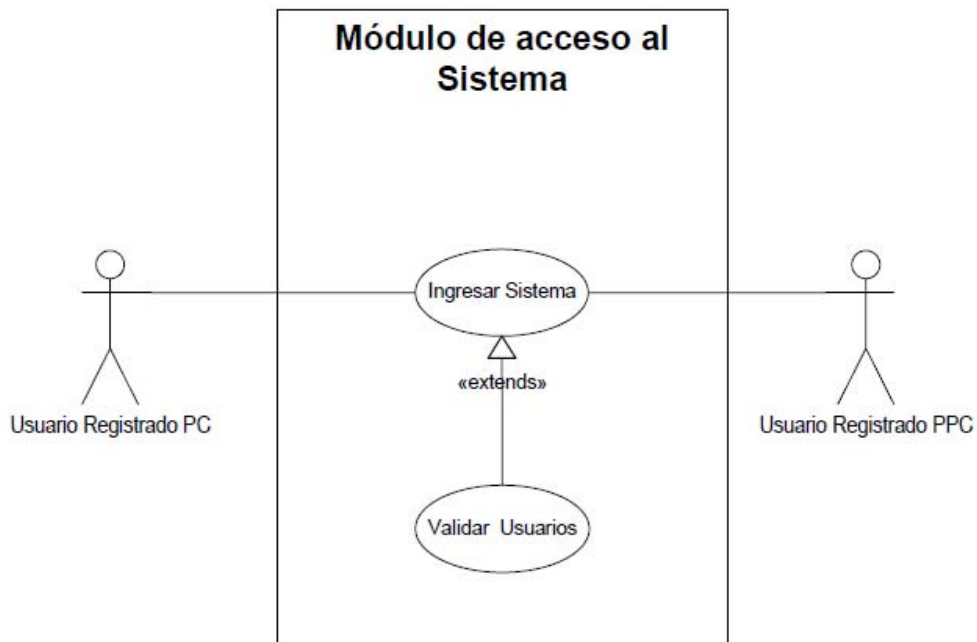 Módulo de acceso al
Sistema
Ingresar Sistema
«extends»
Usuario Registrado PC
Usuario Registrado PPC
Validar Usuarios